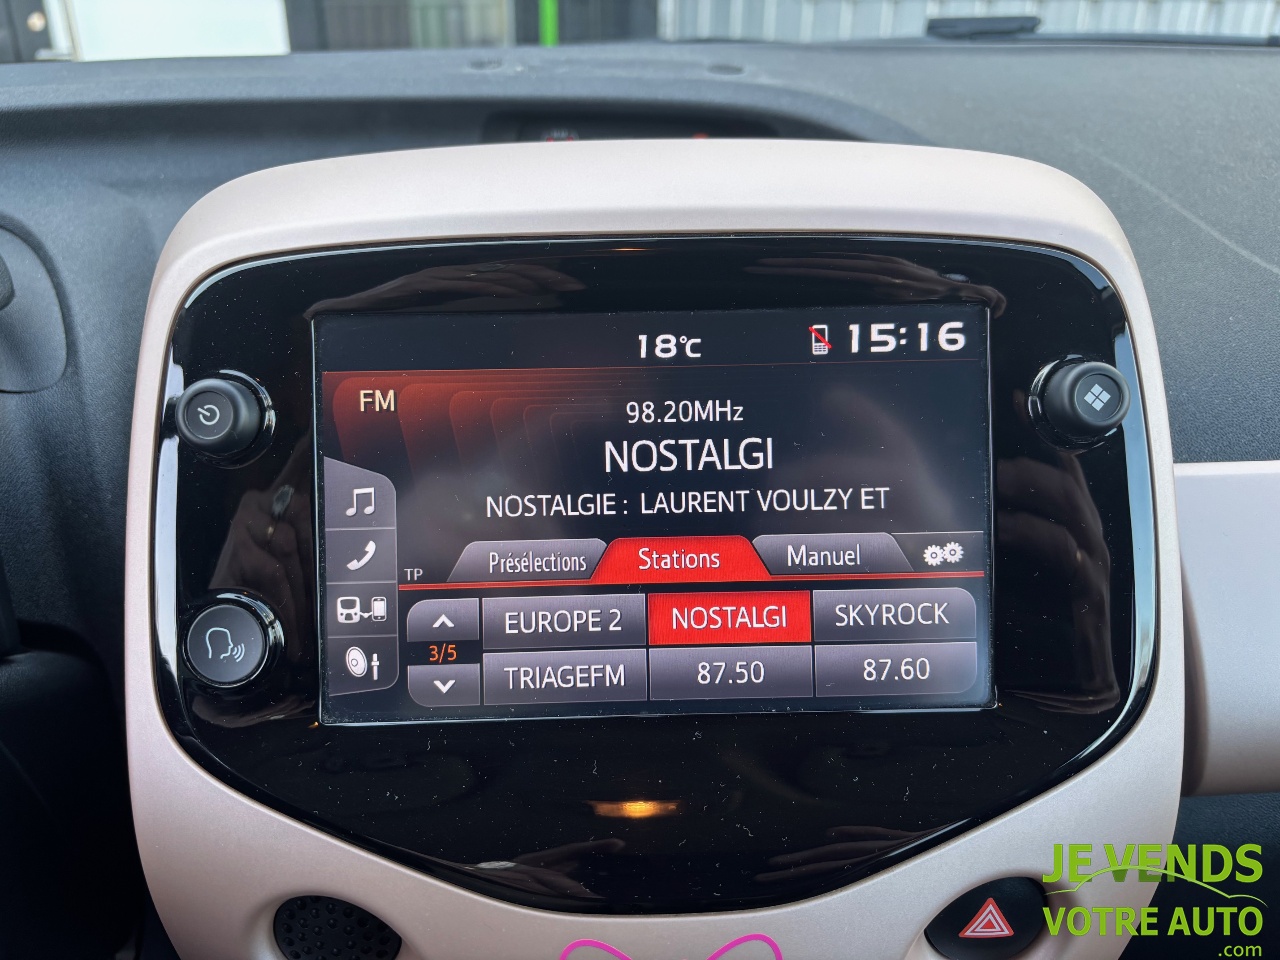 18°C
15:16
FM
98.20MHz
NOSTALGI
NOSTALGIE : LAURENT VOULZY ET
TP
Présélections
Stations
Manuel
EUROPE 2
NOSTALGI
SKYROCK
3/5
TRIAGEFM
87.50
87.60
JE VENDS
VOTRE AUTO
.com